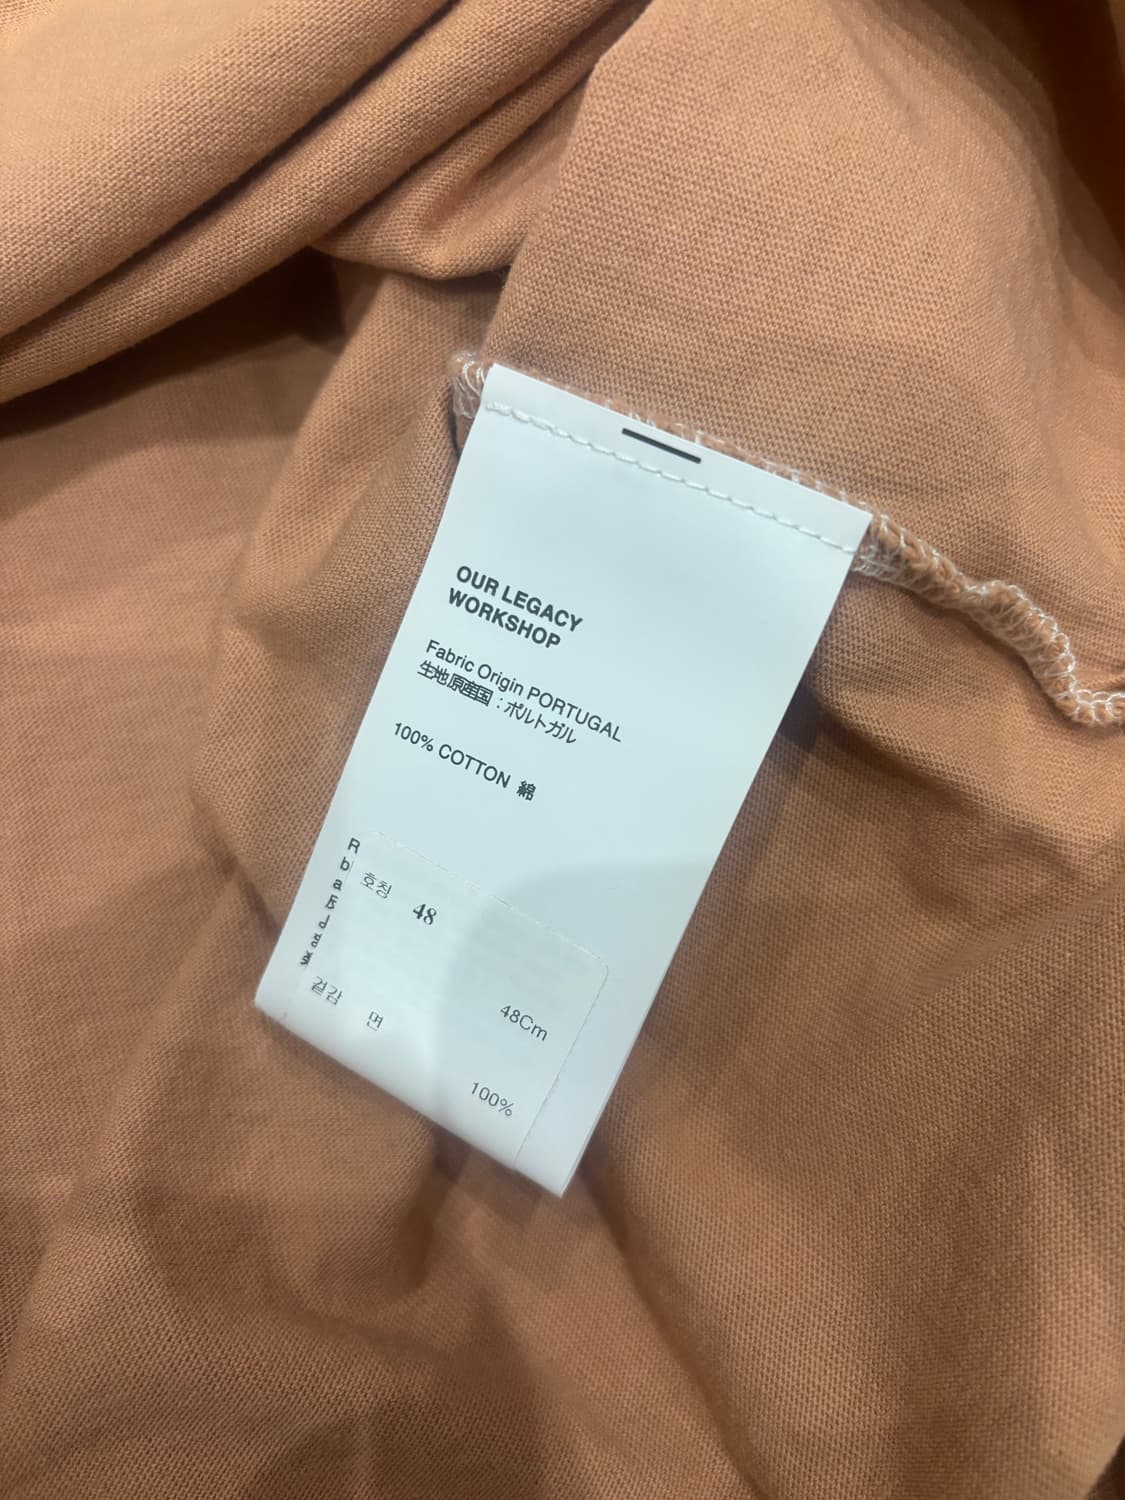 OUR LEGACY
WORKSHOP
Fabric Origin PORTUGAL
生地原産国：ポルトガル
100% COTTON 綿
호칭 48
48Cm
겉감 면
100%